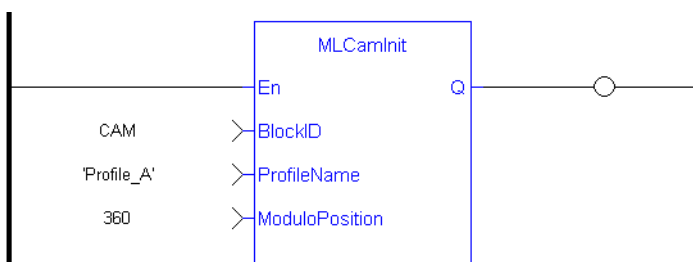 MLCamInit
En Q
CAM BlockID
'Profile_A' ProfileName
360 ModuloPosition